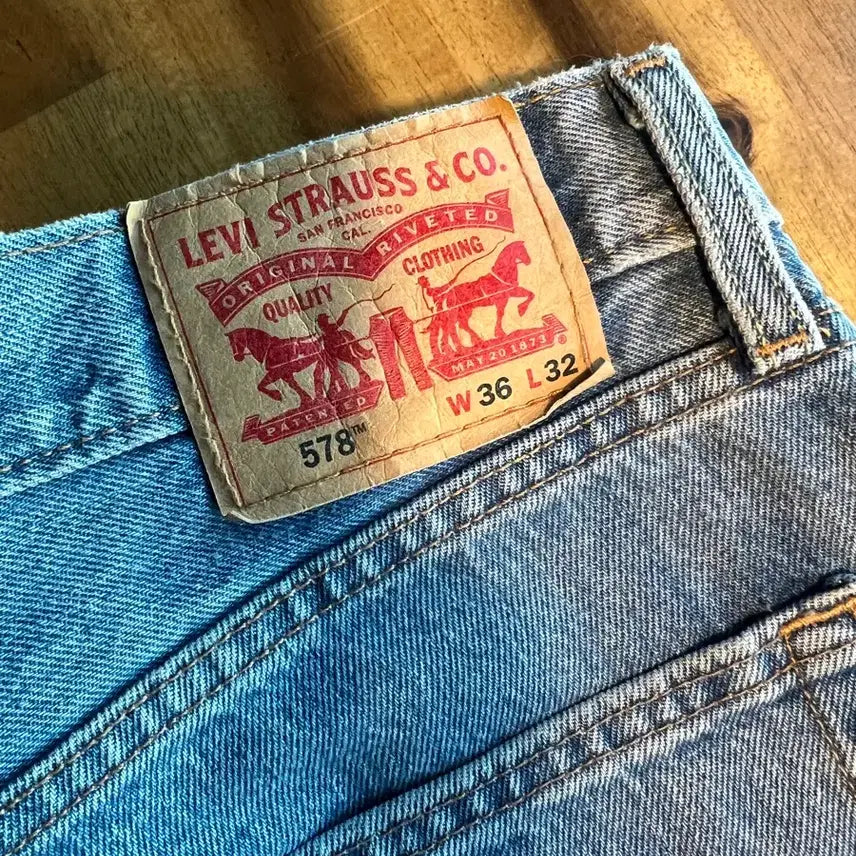 LEVI STRAUSS & CO.
SAN FRANCISCO
CAL.
ORIGINAL RIVETED
QUALITY CLOTHING
MAY 20 1873 ®
PATENTED
W 36 L 32
578™